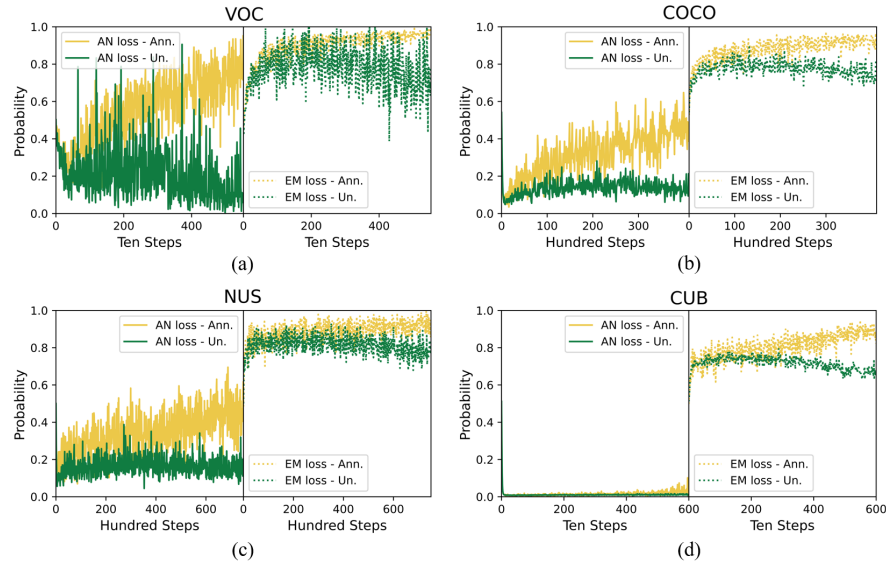 VOC
COCO
Probability
1.0
0.8
0.6
0.4
0.2
0.0
AN loss - Ann.
AN loss - Un.
EM loss - Ann.
EM loss - Un.
0
200
400
0
200
400
Ten Steps
Ten Steps
(a)
Probability
1.0
0.8
0.6
0.4
0.2
0.0
AN loss - Ann.
AN loss - Un.
EM loss - Ann.
EM loss - Un.
0
100
200
300
0
100
200
300
Hundred Steps
Hundred Steps
(b)
NUS
CUB
Probability
1.0
0.8
0.6
0.4
0.2
0.0
AN loss - Ann.
AN loss - Un.
EM loss - Ann.
EM loss - Un.
0
200
400
600
0
200
400
600
Hundred Steps
Hundred Steps
(c)
Probability
1.0
0.8
0.6
0.4
0.2
0.0
AN loss - Ann.
AN loss - Un.
EM loss - Ann.
EM loss - Un.
0
200
400
600
200
400
600
Ten Steps
Ten Steps
(d)